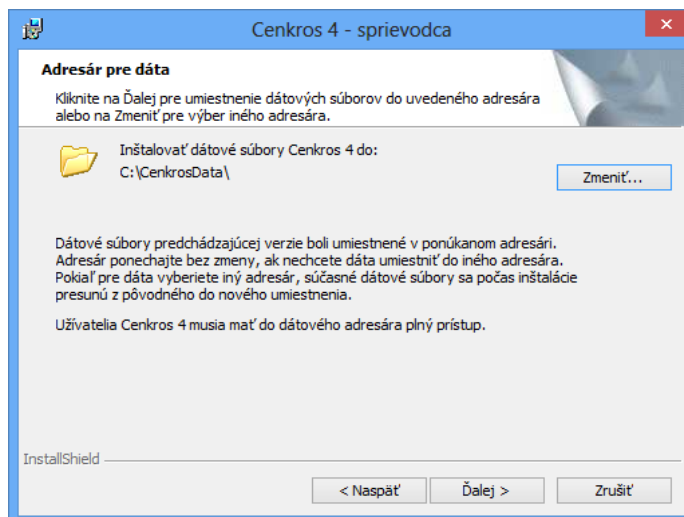 Cenkros 4 - sprievodca
Adresár pre dáta
Kliknite na Ďalej pre umiestnenie dátových súborov do uvedeného adresára
alebo na Zmeniť pre výber iného adresára.
Inštalovať dátové súbory Cenkros 4 do:
C:\CenkrosData\
Zmeniť...
Dátové súbory predchádzajúcej verzie boli umiestnené v ponúkanom adresári.
Adresár ponechajte bez zmeny, ak nechcete dáta umiestniť do iného adresára.
Pokiaľ pre dáta vyberiete iný adresár, súčasné dátové súbory sa počas inštalácie
presunú z pôvodného do nového umiestnenia.
Užívatelia Cenkros 4 musia mať do dátového adresára plný prístup.
InstallShield
< Naspäť
Ďalej >
Zrušiť